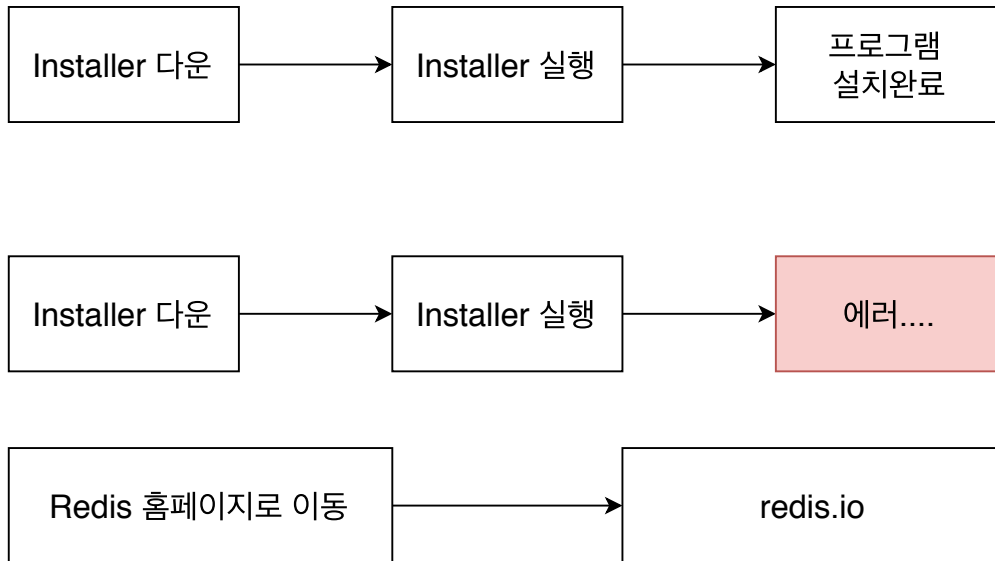 Installer 다운
Installer 실행
프로그램
설치완료
Installer 다운
Installer 실행
에러....
Redis 홈페이지로 이동
redis.io